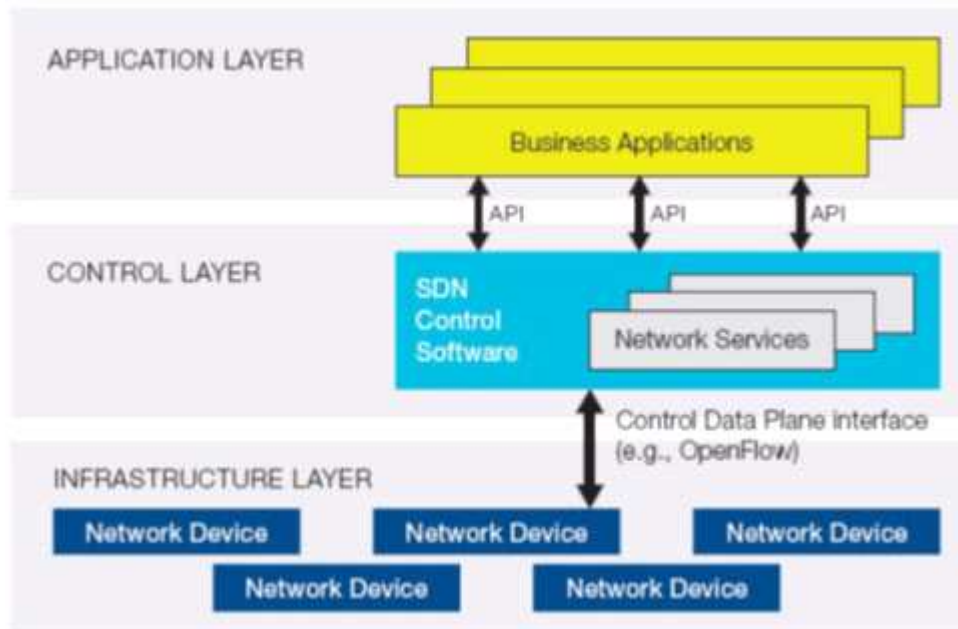 APPLICATION LAYER
Business Applications
API
API
API
CONTROL LAYER
SDN
Control
Software
Network Services
Control Data Plane interface
(e.g., OpenFlow)
INFRASTRUCTURE LAYER
Network Device
Network Device
Network Device
Network Device
Network Device